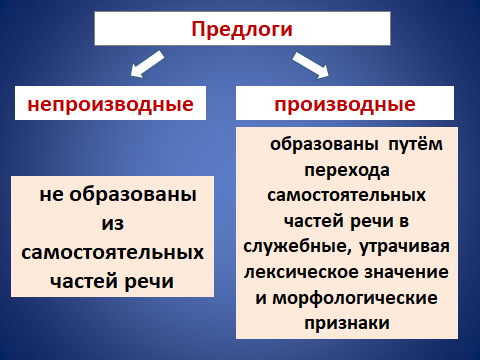 Предлоги
непроизводные
производные
не образованы
из
самостоятельных
частей речи
образованы путём
перехода
самостоятельных
частей речи в
служебные, утрачивая
лексическое значение
и морфологические
признаки